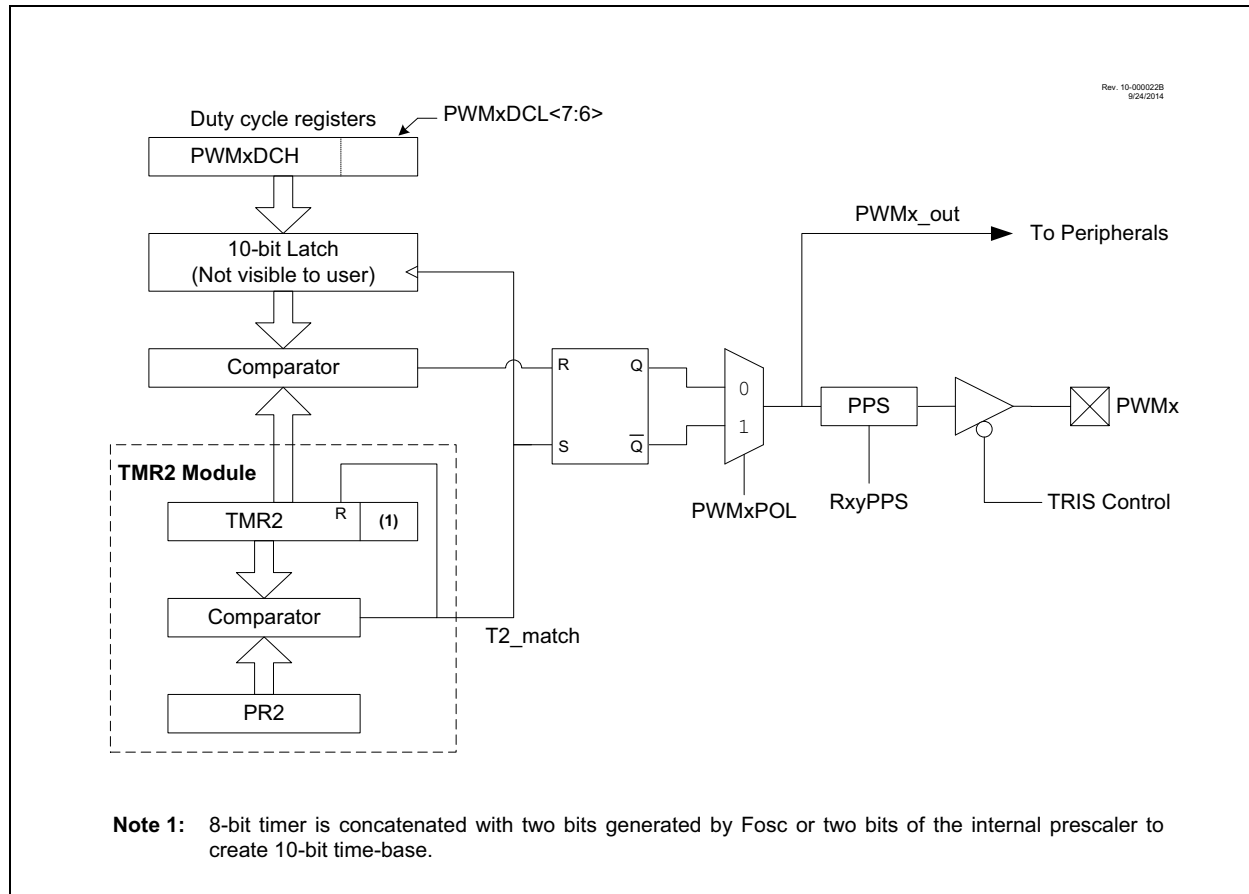 Rev. 10-000022B
9/24/2014
Duty cycle registers
PWMxDCL<7:6>
PWMxDCH
10-bit Latch
(Not visible to user)
Comparator
R
Q
S
Q̅
0
1
PWMxPOL
PWMx_out
To Peripherals
PPS
RxyPPS
PWMx
TRIS Control
TMR2 Module
TMR2
R
(1)
Comparator
T2_match
PR2
Note 1: 8-bit timer is concatenated with two bits generated by Fosc or two bits of the internal prescaler to
create 10-bit time-base.